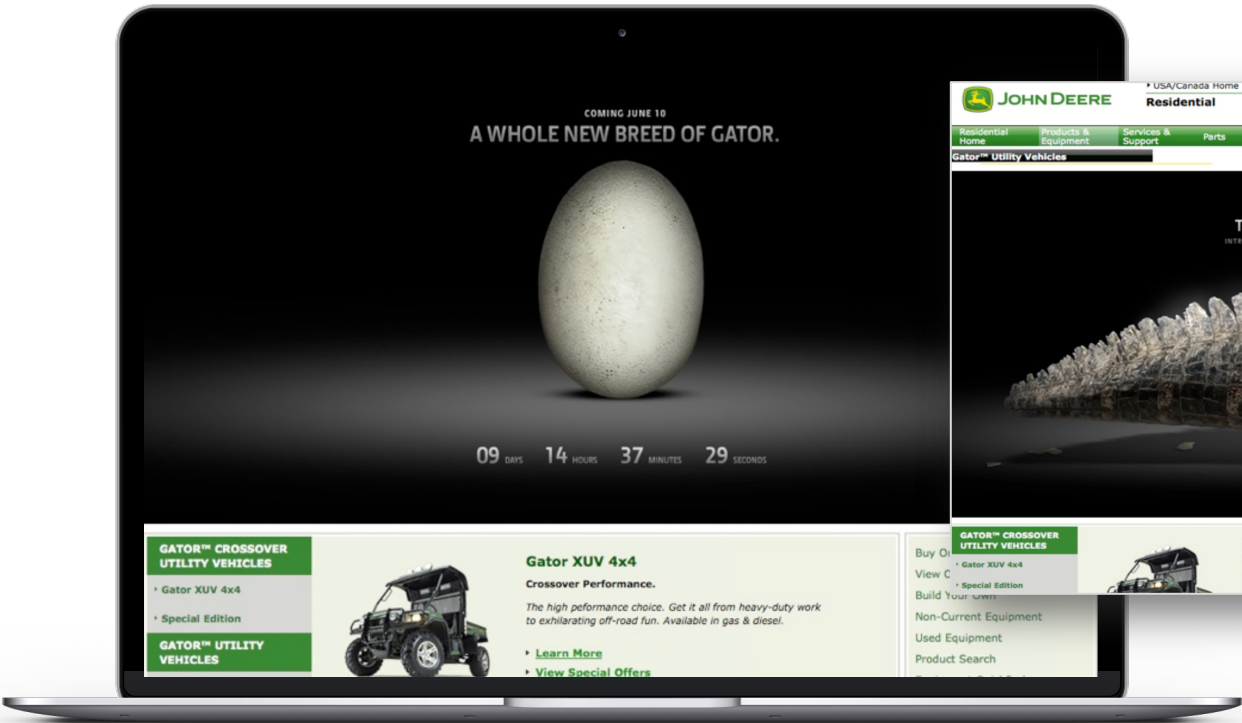 COMING JUNE 10
A WHOLE NEW BREED OF GATOR.
09 DAYS 14 HOURS 37 MINUTES 29 SECONDS
GATOR™ CROSSOVER
UTILITY VEHICLES
Gator XUV 4x4
Special Edition
GATOR™ UTILITY
VEHICLES
Gator XUV 4x4
Crossover Performance.
The high peformance choice. Get it all from heavy-duty work
to exhilarating off-road fun. Available in gas & diesel.
Learn More
View Special Offers
Buy
View
Build Your Own
Non-Current Equipment
Used Equipment
Product Search
JOHN DEERE
USA/Canada Home
Residential
Residential
Home
Products &
Equipment
Services &
Support
Parts
Gator™ Utility Vehicles
GATOR™ CROSSOVER
UTILITY VEHICLES
Gator XUV 4x4
Special Edition